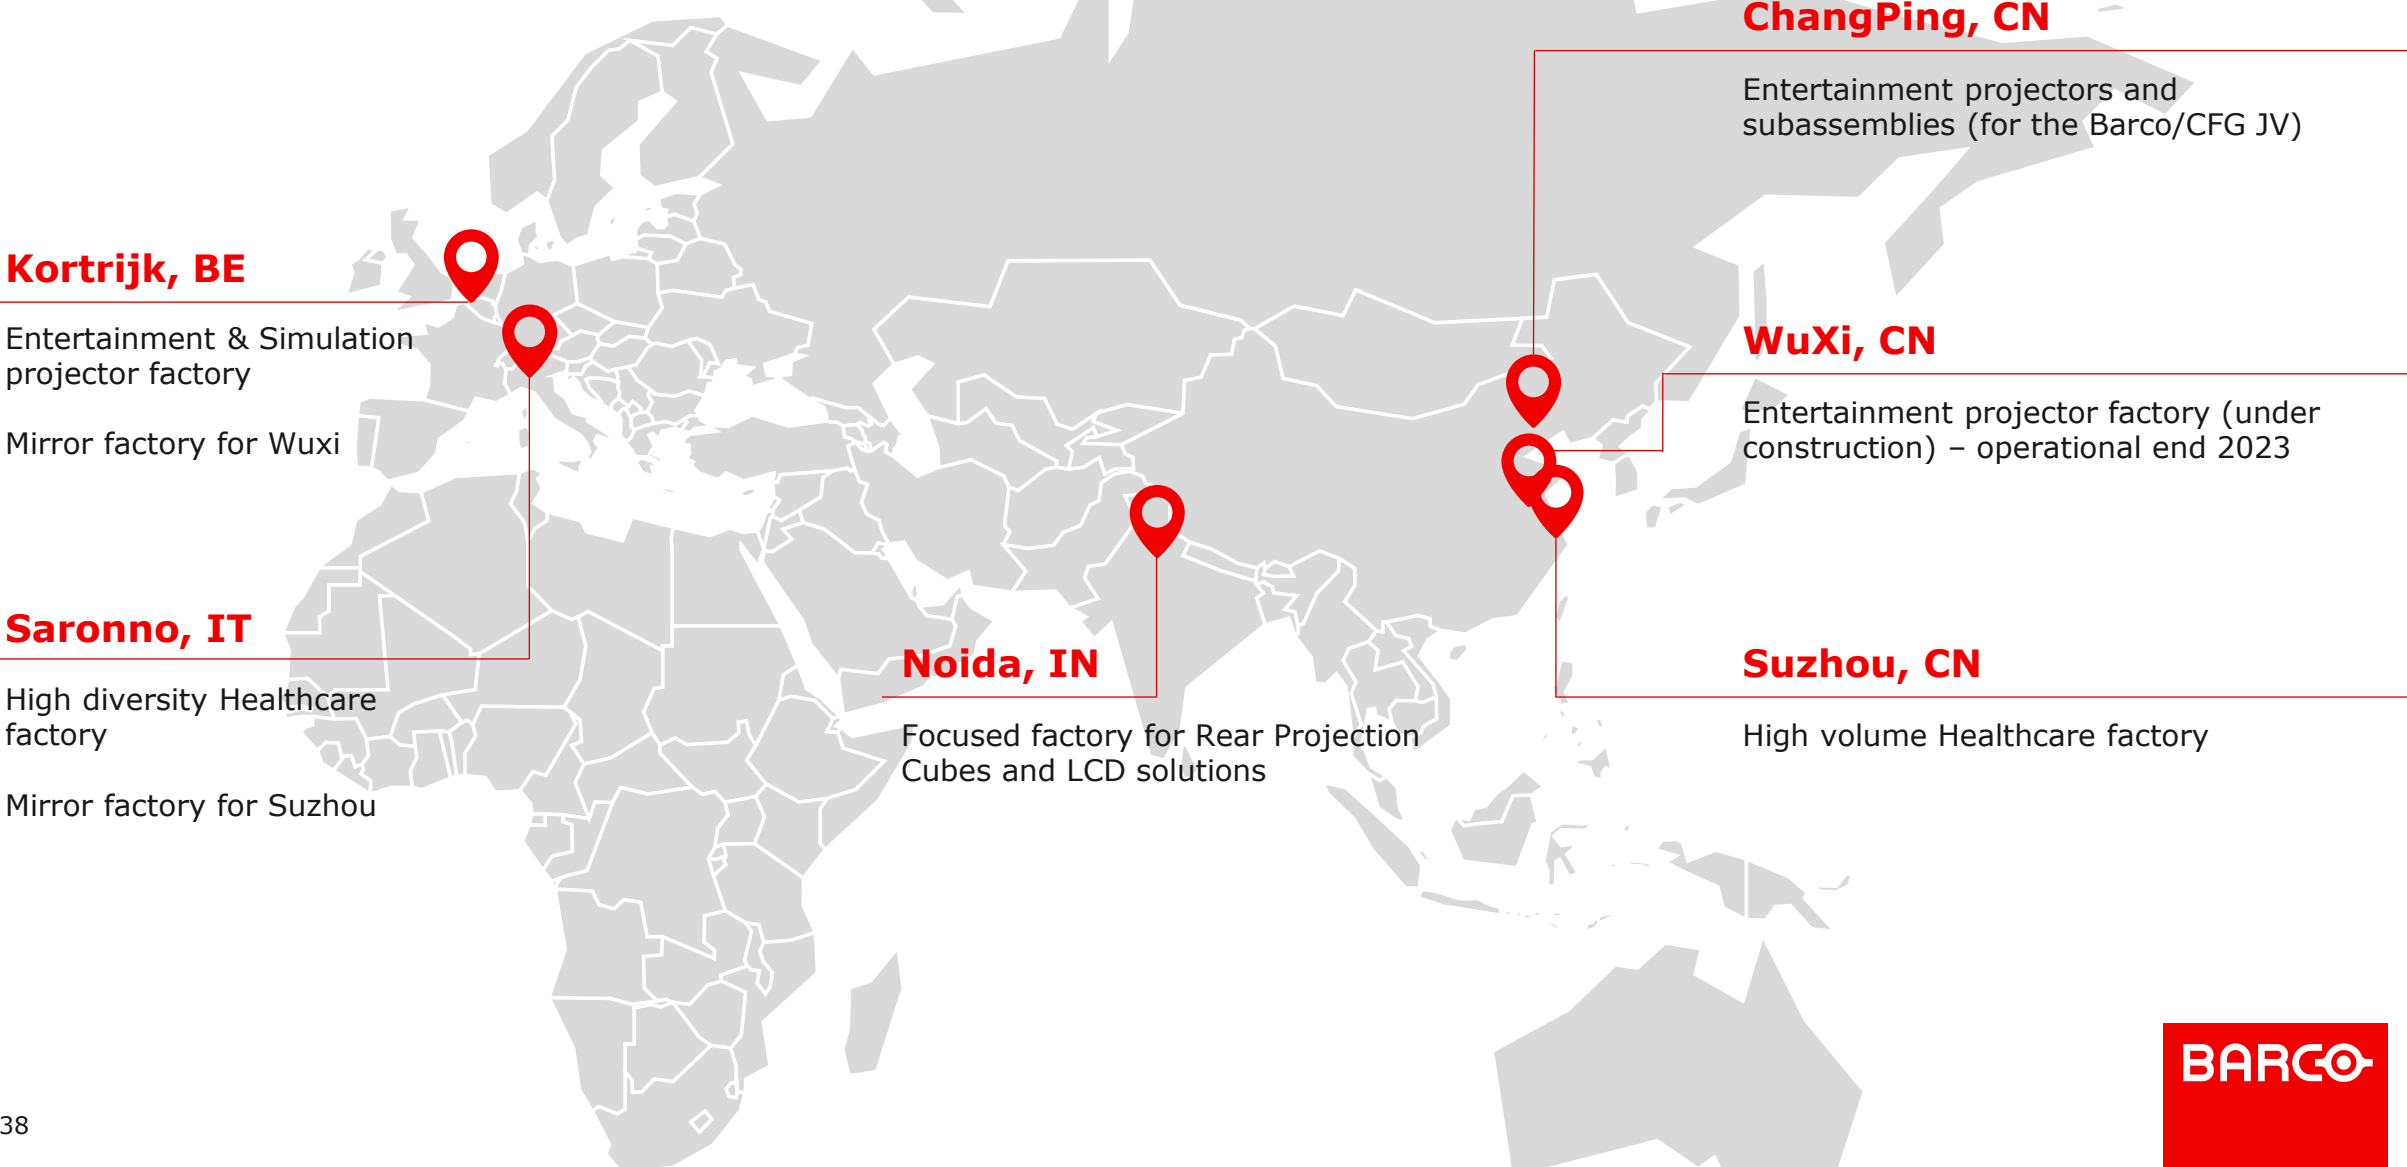 ChangPing, CN
Entertainment projectors and
subassemblies (for the Barco/CFG JV)
Kortrijk, BE
Entertainment & Simulation
projector factory
Mirror factory for Wuxi
WuXi, CN
Entertainment projector factory (under
construction) – operational end 2023
Saronno, IT
High diversity Healthcare
factory
Mirror factory for Suzhou
Noida, IN
Focused factory for Rear Projection
Cubes and LCD solutions
Suzhou, CN
High volume Healthcare factory
38
BARCO